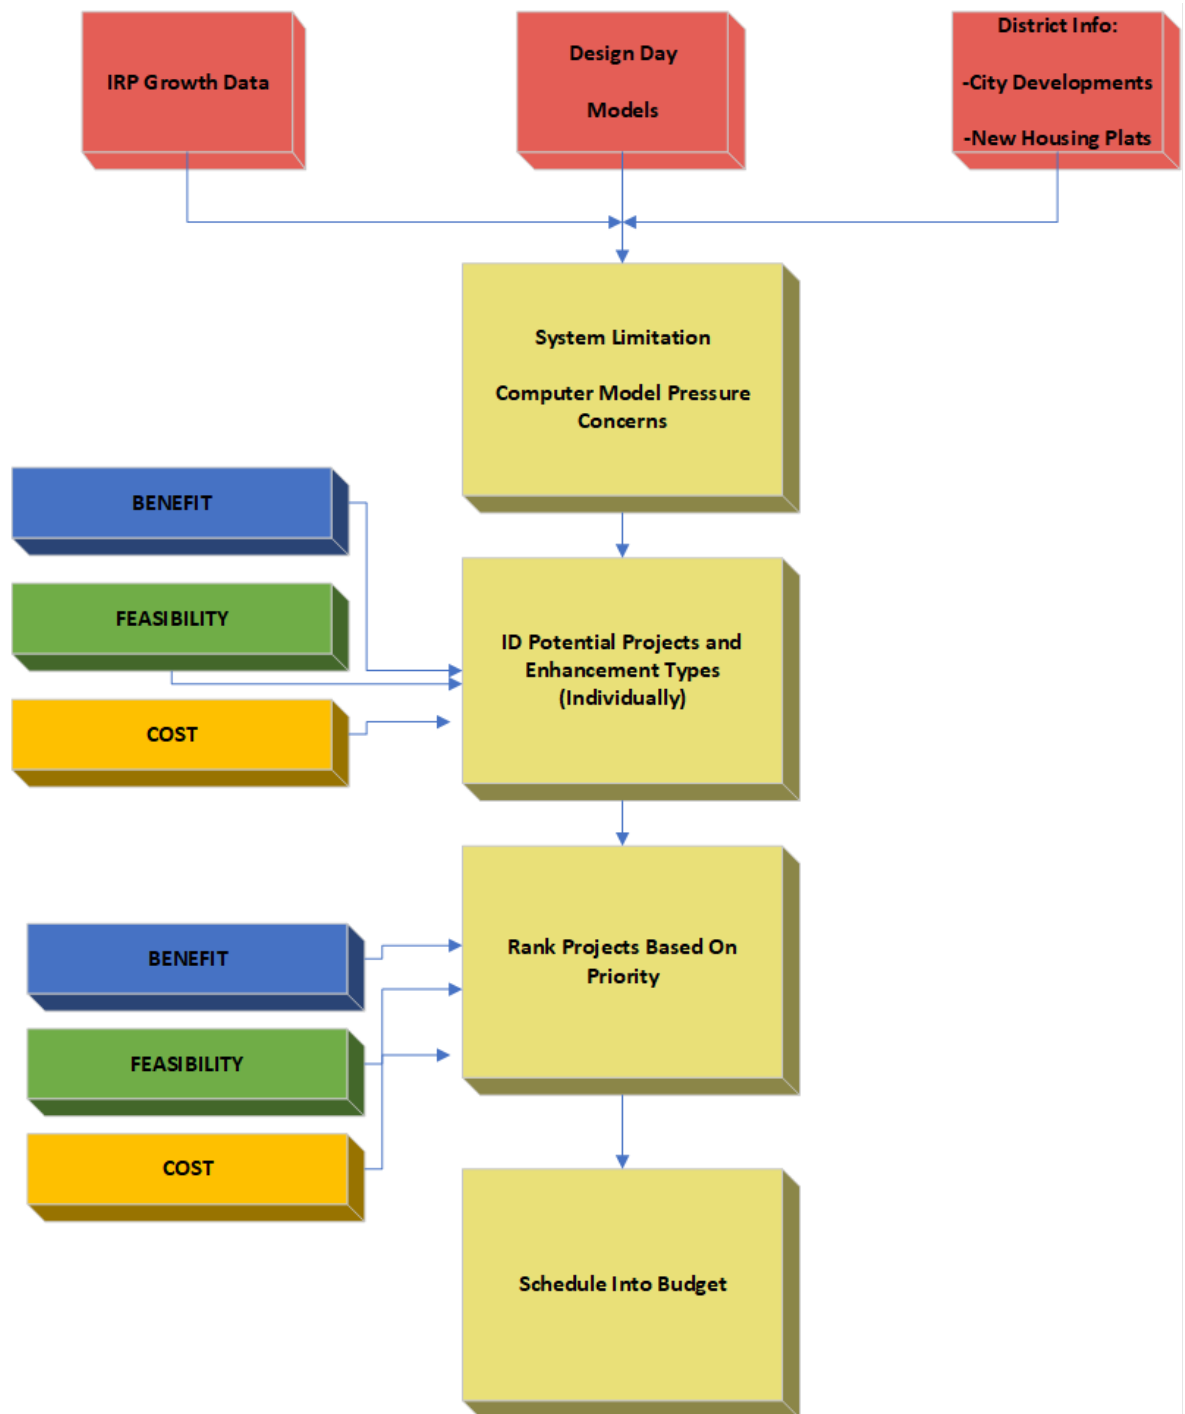 IRP Growth Data
Design Day
Models
District Info:
-City Developments
-New Housing Plats
System Limitation
Computer Model Pressure
Concerns
BENEFIT
FEASIBILITY
COST
ID Potential Projects and
Enhancement Types
(Individually)
BENEFIT
FEASIBILITY
COST
Rank Projects Based On
Priority
Schedule Into Budget